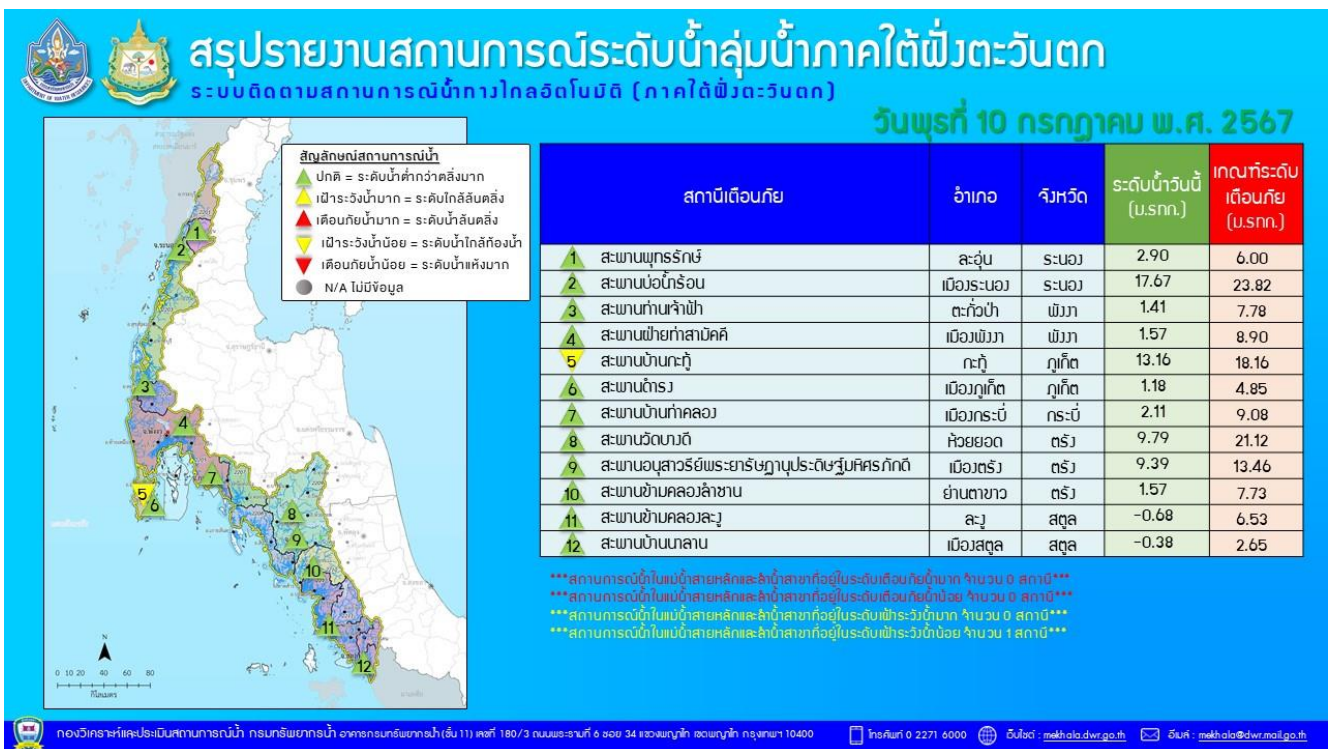 สรุปรายงานสถานการณ์ระดับน้ำลุ่มน้ำภาคใต้ฝั่งตะวันตก
ระบบติดตามสถานการณ์น้ำทางไกลอัตโนมัติ (ภาคใต้ฝั่งตะวันตก)
วันพุธที่ 10 กรกฎาคม พ.ศ. 2567
สัญลักษณ์สถานการณ์น้ำ
ปกติ = ระดับน้ำต่ำกว่าตลิ่งมาก
เฝ้าระวังน้ำมาก = ระดับใกล้ล้นตลิ่ง
เตือนภัยน้ำมาก = ระดับน้ำล้นตลิ่ง
เฝ้าระวังน้ำน้อย = ระดับน้ำใกล้ท้องน้ำ
เตือนภัยน้ำน้อย = ระดับน้ำแห้งมาก
N/A ไม่มีข้อมูล
1
2
3
4
5
6
7
8
9
10
11
12
N
0 10 20 40 60 80
กิโลเมตร
สถานีเตือนภัย อำเภอ จังหวัด ระดับน้ำวันนี้ (ม.รทก.) เกณฑ์ระดับเตือนภัย (ม.รทก.)
1 สะพานพุทธรักษ์ ละอุ่น ระนอง 2.90 6.00
2 สะพานบ่อน้ำร้อน เมืองระนอง ระนอง 17.67 23.82
3 สะพานท่านเจ้าฟ้า ตะกั่วป่า พังงา 1.41 7.78
4 สะพานฝ่ายท่าสามัคคี เมืองพังงา พังงา 1.57 8.90
5 สะพานบ้านกะทู้ กะทู้ ภูเก็ต 13.16 18.16
6 สะพานดำรง เมืองภูเก็ต ภูเก็ต 1.18 4.85
7 สะพานบ้านท่าคลอง เมืองกระบี่ กระบี่ 2.11 9.08
8 สะพานวัดบางดี ห้วยยอด ตรัง 9.79 21.12
9 สะพานอนุสาวรีย์พระยารัษฎานุประดิษฐ์มหิศรภักดี เมืองตรัง ตรัง 9.39 13.46
10 สะพานข้ามคลองลำชาน ย่านตาขาว ตรัง 1.57 7.73
11 สะพานข้ามคลองละงู ละงู สตูล -0.68 6.53
12 สะพานบ้านนาลาน เมืองสตูล สตูล -0.38 2.65
***สถานการณ์น้ำในแม่น้ำสายหลักและลำน้ำสาขาที่อยู่ในระดับเตือนภัยน้ำมาก จำนวน 0 สถานี***
***สถานการณ์น้ำในแม่น้ำสายหลักและลำน้ำสาขาที่อยู่ในระดับเตือนภัยน้ำน้อย จำนวน 0 สถานี***
***สถานการณ์น้ำในแม่น้ำสายหลักและลำน้ำสาขาที่อยู่ในระดับเฝ้าระวังน้ำมาก จำนวน 0 สถานี***
***สถานการณ์น้ำในแม่น้ำสายหลักและลำน้ำสาขาที่อยู่ในระดับเฝ้าระวังน้ำน้อย จำนวน 1 สถานี***
กองวิเคราะห์และประเมินสถานการณ์น้ำ กรมทรัพยากรน้ำ อาคารกรมทรัพยากรน้ำ (ชั้น 11) เลขที่ 180/3 ถนนพระรามที่ 6 ซอย 34 แขวงพญาไท เขตพญาไท กรุงเทพฯ 10400 โทรศัพท์ 0 2271 6000 เว็บไซต์ : mekhala.dwr.go.th อีเมล์ : mekhala@dwr.mail.go.th